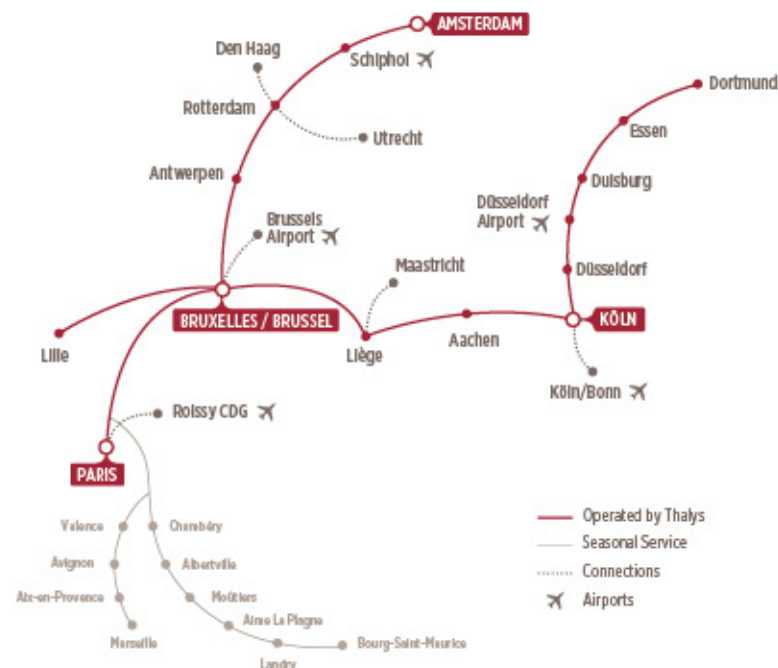 AMSTERDAM
Den Haag
Schiphol
Dortmund
Rotterdam
Essen
Utrecht
Antwerpen
Duisburg
Düsseldorf
Airport
Brussels
Airport
Maastricht
Düsseldorf
BRUXELLES / BRUSSEL
KÖLN
Lille
Liège
Aachen
Köln/Bonn
Roissy CDG
PARIS
Valence
Chambéry
Avignon
Albertville
Aix-en-Provence
Moûtiers
Aime La Plagne
Marseille
Landry
Bourg-Saint-Maurice
Operated by Thalys
Seasonal Service
Connections
Airports